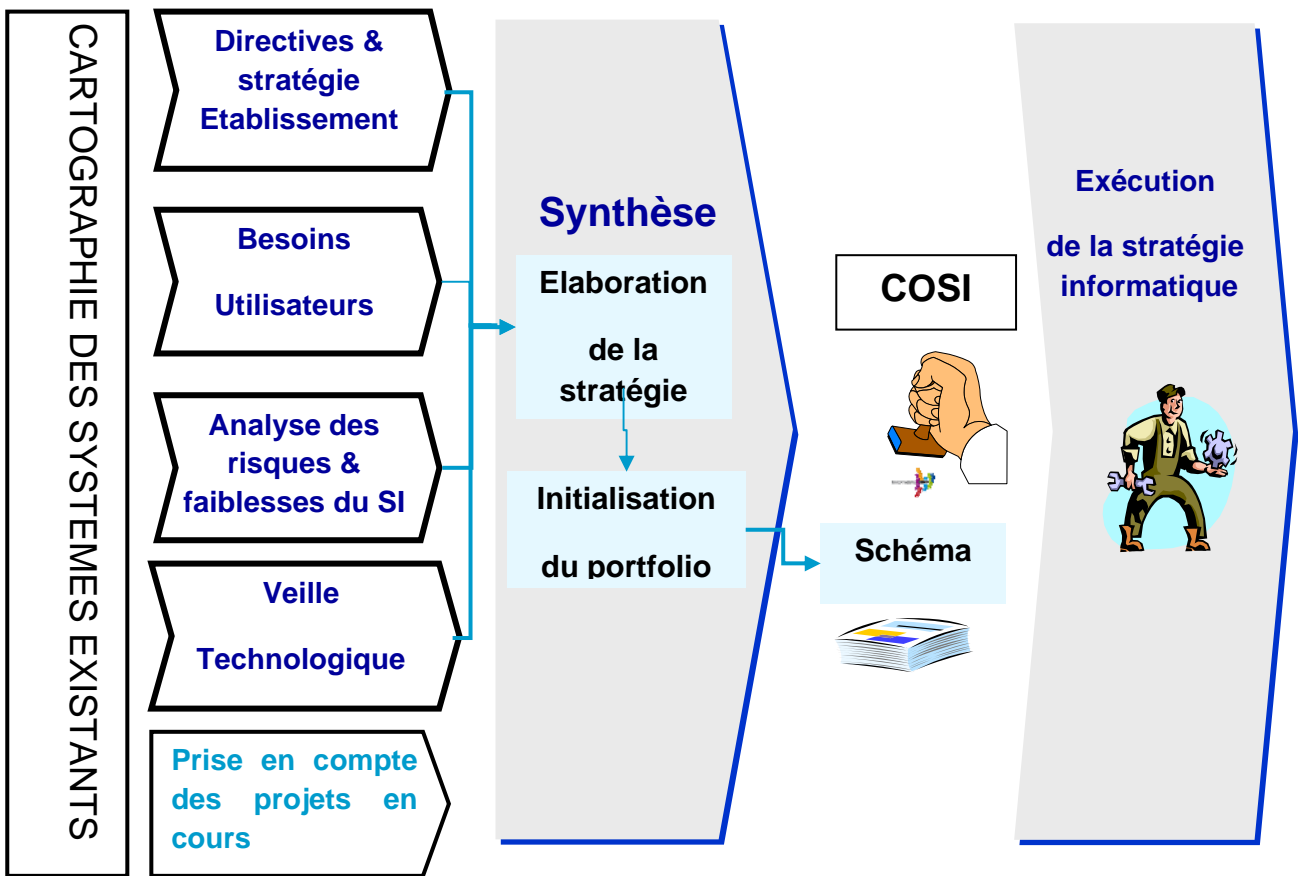 CARTOGRAPHIE DES SYSTEMES EXISTANTS
Directives &
stratégie
Etablissement
Besoins
Utilisateurs
Analyse des
risques &
faiblesses du SI
Veille
Technologique
Prise en compte
des projets en
cours
Synthèse
Elaboration
de la
stratégie
Initialisation
du portfolio
COSI
Schéma
Exécution
de la stratégie
informatique